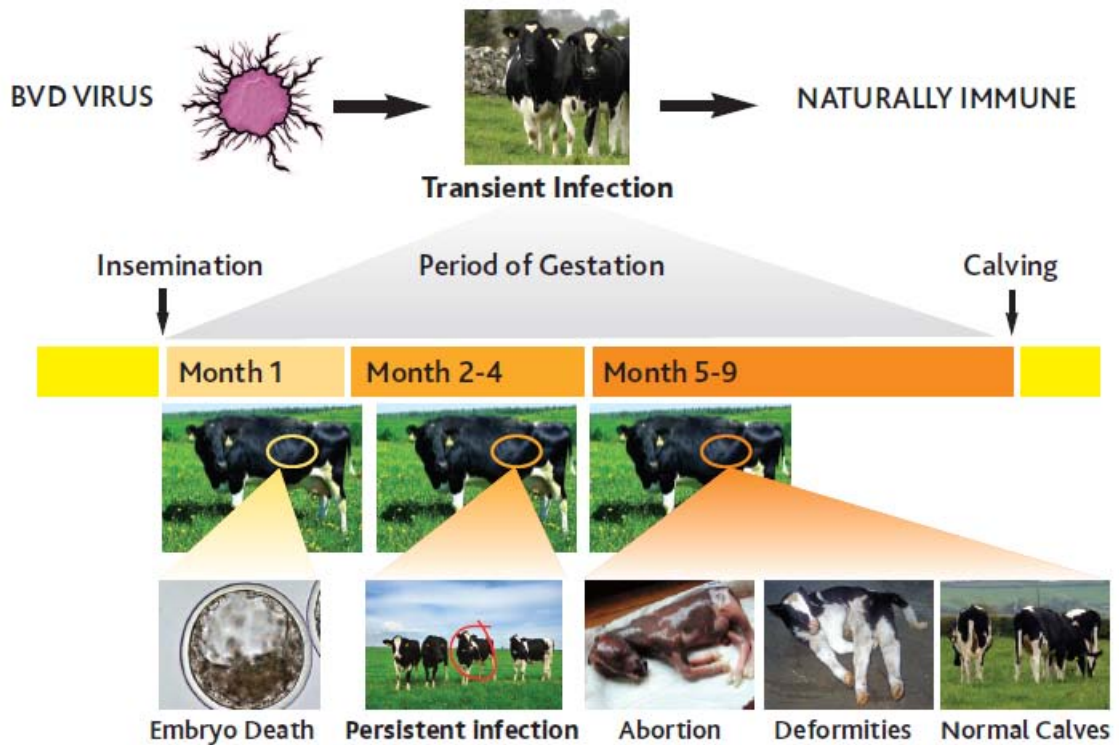 BVD VIRUS
NATURALLY IMMUNE
Transient Infection
Insemination
Period of Gestation
Calving
Month 1
Month 2-4
Month 5-9
Embryo Death
Persistent infection
Abortion
Deformities
Normal Calves